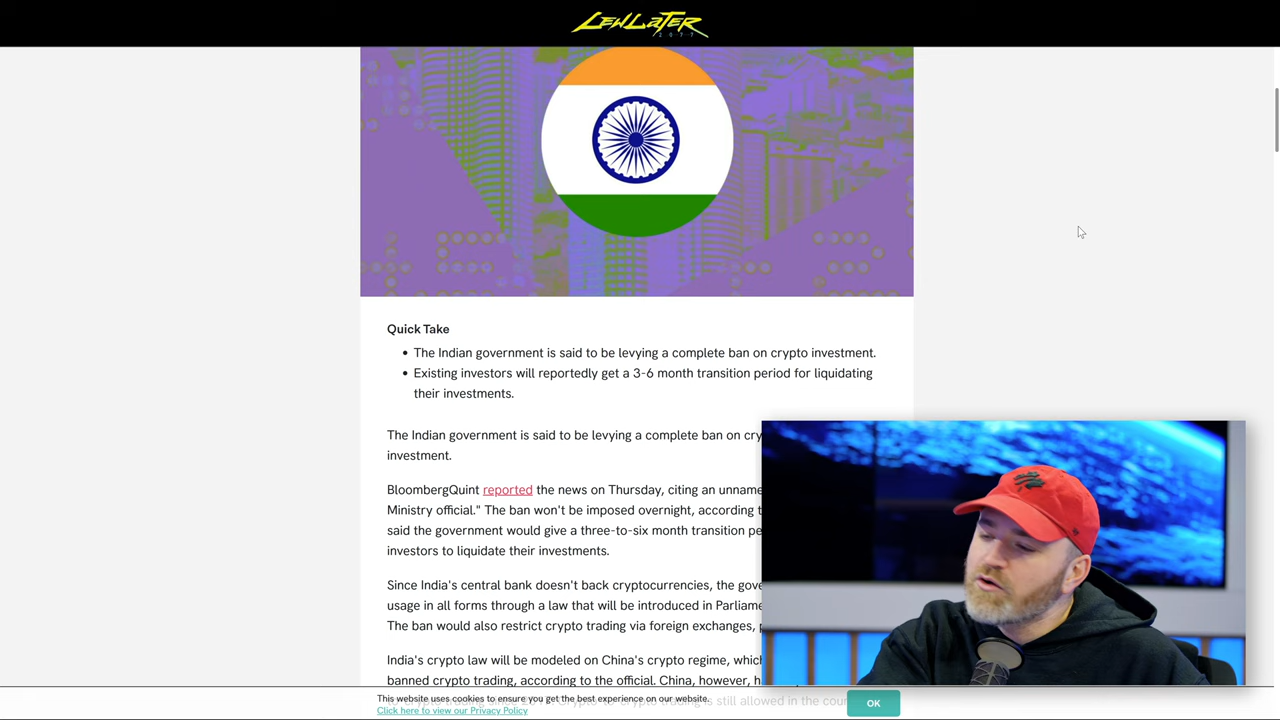 LEWLATER
2077
Quick Take
• The Indian government is said to be levying a complete ban on crypto investment.
• Existing investors will reportedly get a 3-6 month transition period for liquidating
their investments.
The Indian government is said to be levying a complete ban on
investment.
BloombergQuint reported the news on Thursday, citing an
Ministry official." The ban won't be imposed overnight, according
said the government would give a three-to-six month transition
investors to liquidate their investments.
Since India's central bank doesn't back cryptocurrencies, the
usage in all forms through a law that will be introduced in
The ban would also restrict crypto trading via foreign exchanges,
India's crypto law will be modeled on China's crypto regime,
banned crypto trading, according to the official. China, however,
This website uses cookies to ensure you get the best experience on our website.
Click here to view our Privacy Policy
OK